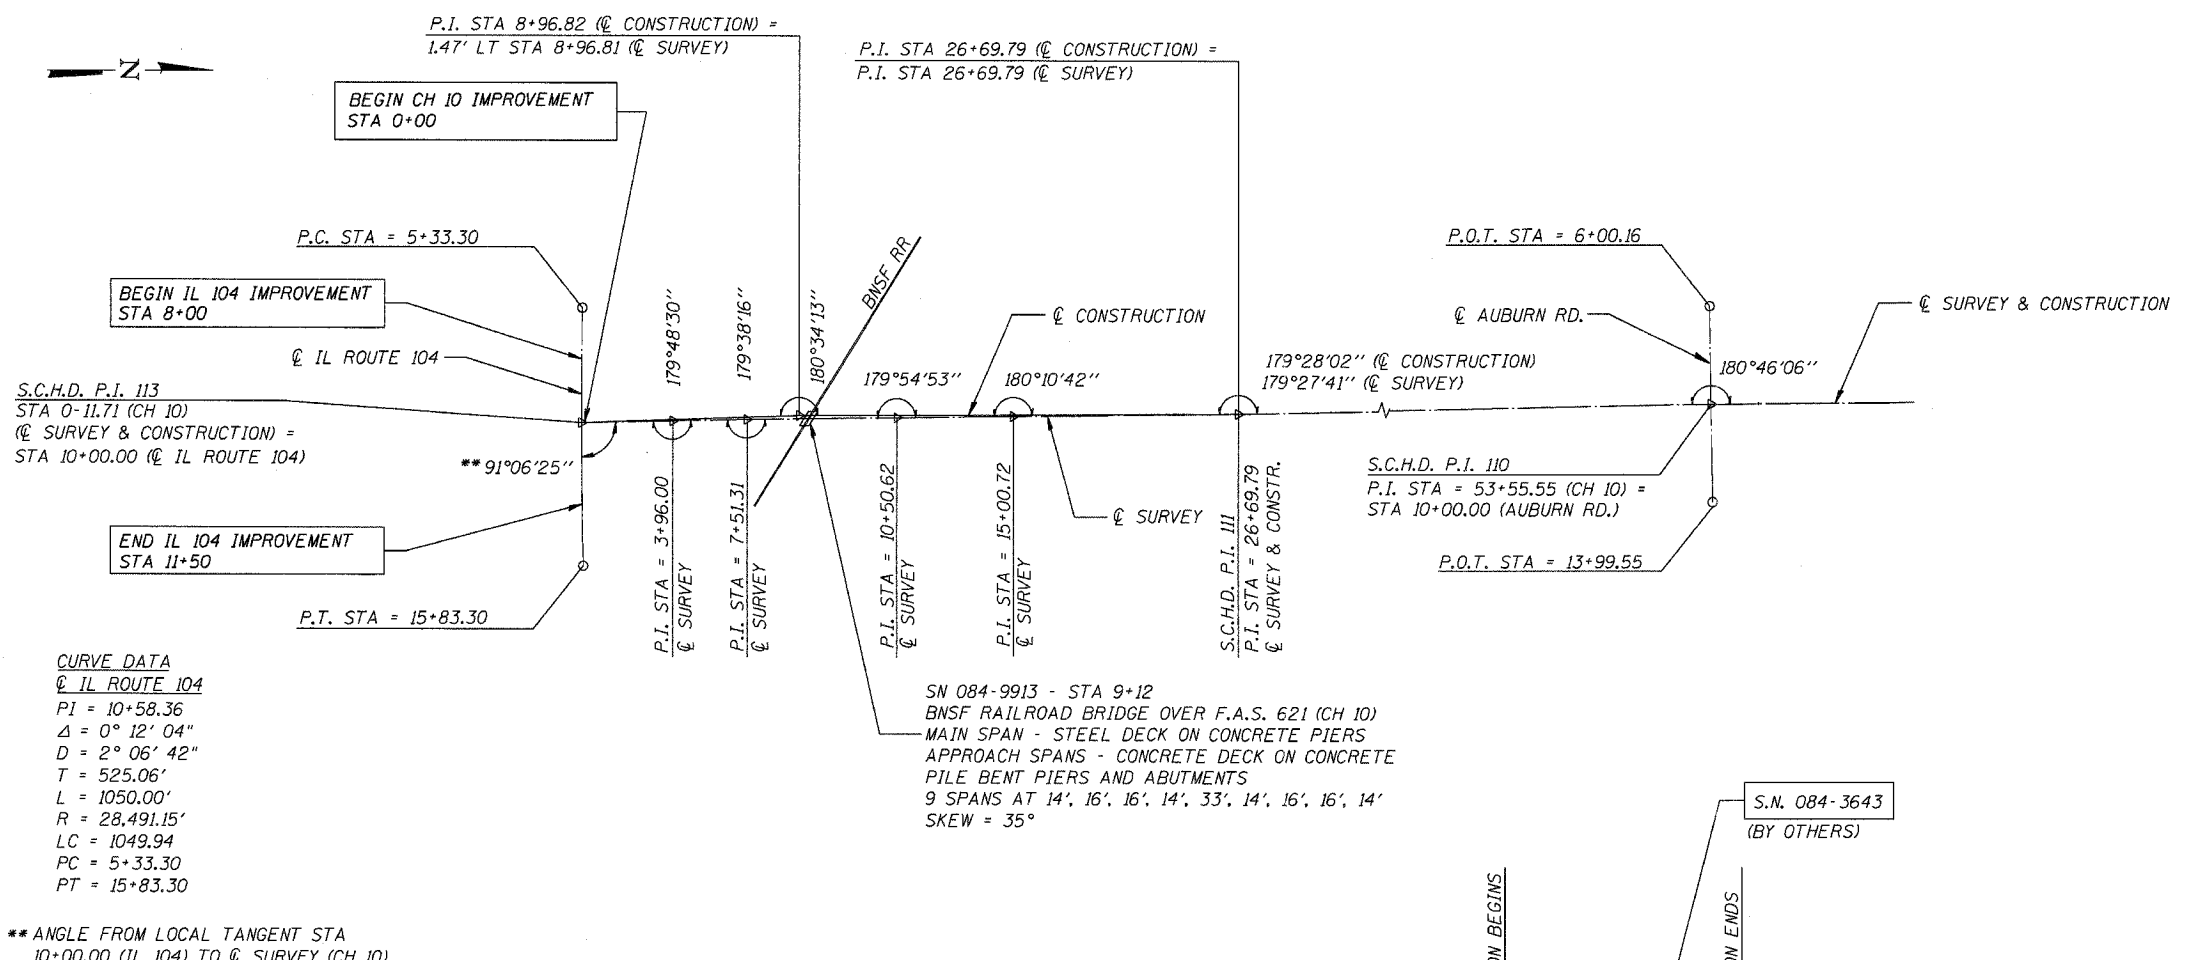 P.I. STA 8+96.82 (℄ CONSTRUCTION) =
1.47' LT STA 8+96.81 (℄ SURVEY)
P.I. STA 26+69.79 (℄ CONSTRUCTION) =
P.I. STA 26+69.79 (℄ SURVEY)
N
BEGIN CH 10 IMPROVEMENT
STA 0+00
P.C. STA = 5+33.30
BEGIN IL 104 IMPROVEMENT
STA 8+00
℄ IL ROUTE 104
S.C.H.D. P.I. 113
STA 0-11.71 (CH 10)
(℄ SURVEY & CONSTRUCTION) =
STA 10+00.00 (℄ IL ROUTE 104)
** 91°06'25''
END IL 104 IMPROVEMENT
STA 11+50
P.T. STA = 15+83.30
179°48'30''
179°38'16''
180°34'13''
BNSF RR
179°54'53''
180°10'42''
℄ CONSTRUCTION
179°28'02'' (℄ CONSTRUCTION)
179°27'41'' (℄ SURVEY)
P.O.T. STA = 6+00.16
℄ AUBURN RD.
180°46'06''
℄ SURVEY & CONSTRUCTION
P.I. STA = 3+96.00
℄ SURVEY
P.I. STA = 7+51.31
℄ SURVEY
P.I. STA = 10+50.62
℄ SURVEY
P.I. STA = 15+00.72
℄ SURVEY
℄ SURVEY
S.C.H.D. P.I. 111
P.I. STA = 26+69.79
℄ SURVEY & CONSTR.
S.C.H.D. P.I. 110
P.I. STA = 53+55.55 (CH 10) =
STA 10+00.00 (AUBURN RD.)
P.O.T. STA = 13+99.55
CURVE DATA
℄ IL ROUTE 104
PI = 10+58.36
Δ = 0° 12' 04"
D = 2° 06' 42"
T = 525.06'
L = 1050.00'
R = 28,491.15'
LC = 1049.94
PC = 5+33.30
PT = 15+83.30
SN 084-9913 - STA 9+12
BNSF RAILROAD BRIDGE OVER F.A.S. 621 (CH 10)
MAIN SPAN - STEEL DECK ON CONCRETE PIERS
APPROACH SPANS - CONCRETE DECK ON CONCRETE
PILE BENT PIERS AND ABUTMENTS
9 SPANS AT 14', 16', 16', 14', 33', 14', 16', 16', 14'
SKEW = 35°
S.N. 084-3643
(BY OTHERS)
BEGINS
ENDS
** ANGLE FROM LOCAL TANGENT STA
10+00.00 (IL 104) TO ℄ SURVEY (CH 10)